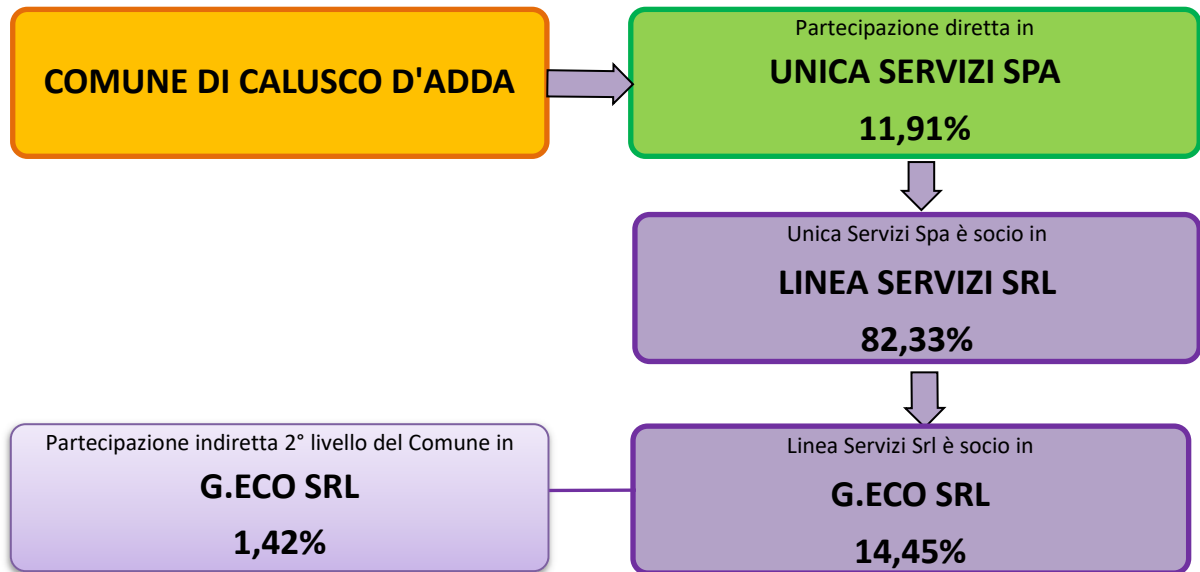 COMUNE DI CALUSCO D'ADDA
Partecipazione diretta in
UNICA SERVIZI SPA
11,91%
Unica Servizi Spa è socio in
LINEA SERVIZI SRL
82,33%
Partecipazione indiretta 2° livello del Comune in
G.ECO SRL
1,42%
Linea Servizi Srl è socio in
G.ECO SRL
14,45%